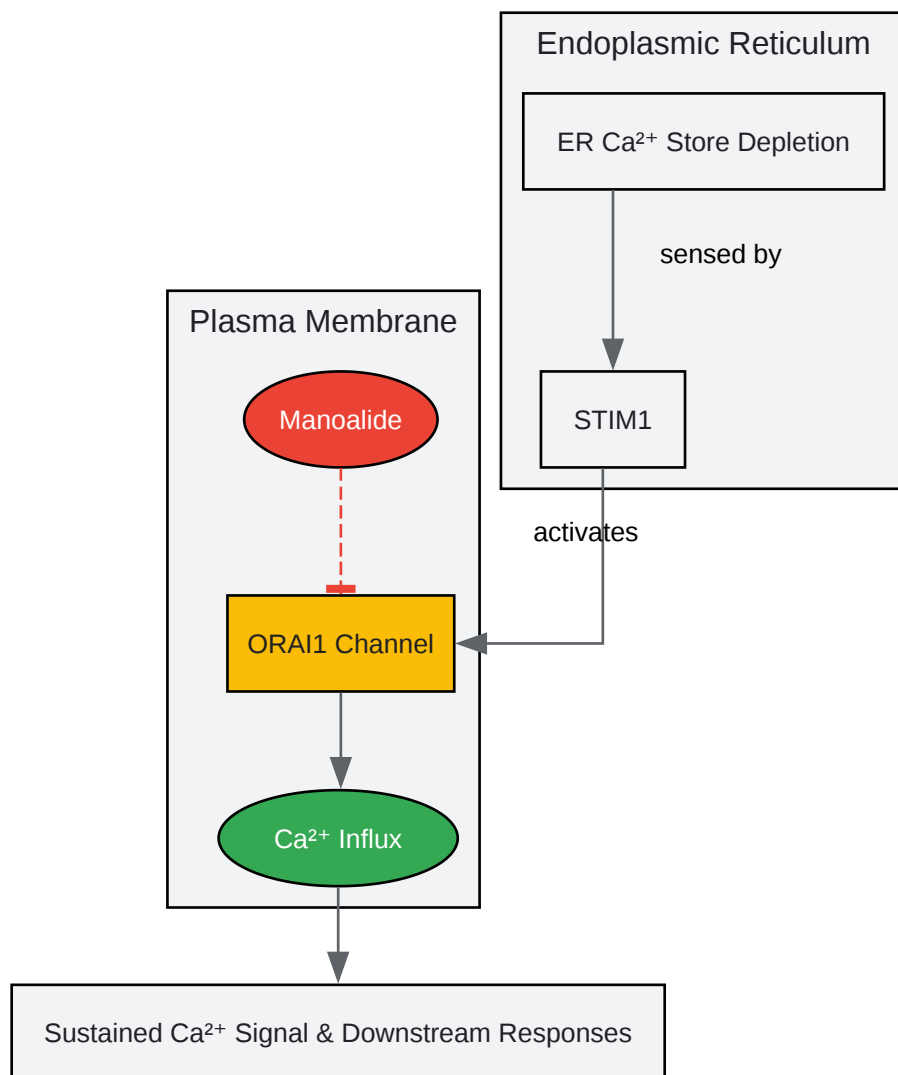 Endoplasmic Reticulum
ER Ca²⁺ Store Depletion
sensed by
Plasma Membrane
Manoalide
STIM1
activates
ORAI1 Channel
Ca²⁺ Influx
Sustained Ca²⁺ Signal & Downstream Responses